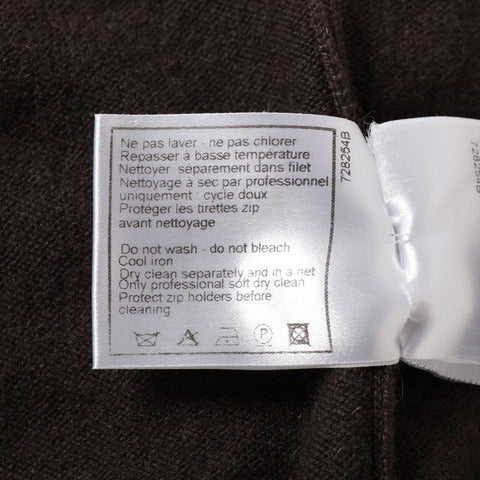 Ne pas laver - ne pas chlorer
Repasser à basse température
Nettoyer separement dans filet
Nettoyage à sec par professionnel
uniquement : cycle doux
Protéger les tirettes zip
avant nettoyage
Do not wash - do not bleach
Cool iron
Dry clean separately and in a net
Only professional soft dry clean
Protect zip holders before
cleaning
P
728254B
728254B